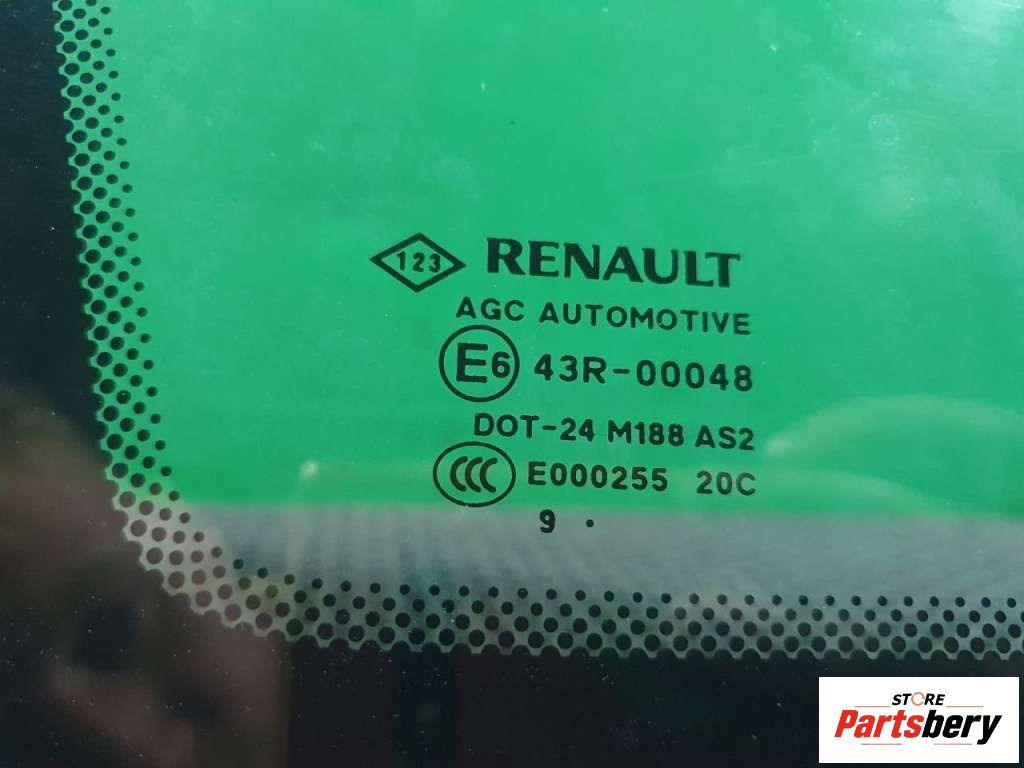 123 RENAULT
AGC AUTOMOTIVE
E6 43R-00048
DOT-24 M188 AS2
CCC E000255 20C
9 .
STORE
Partsbery